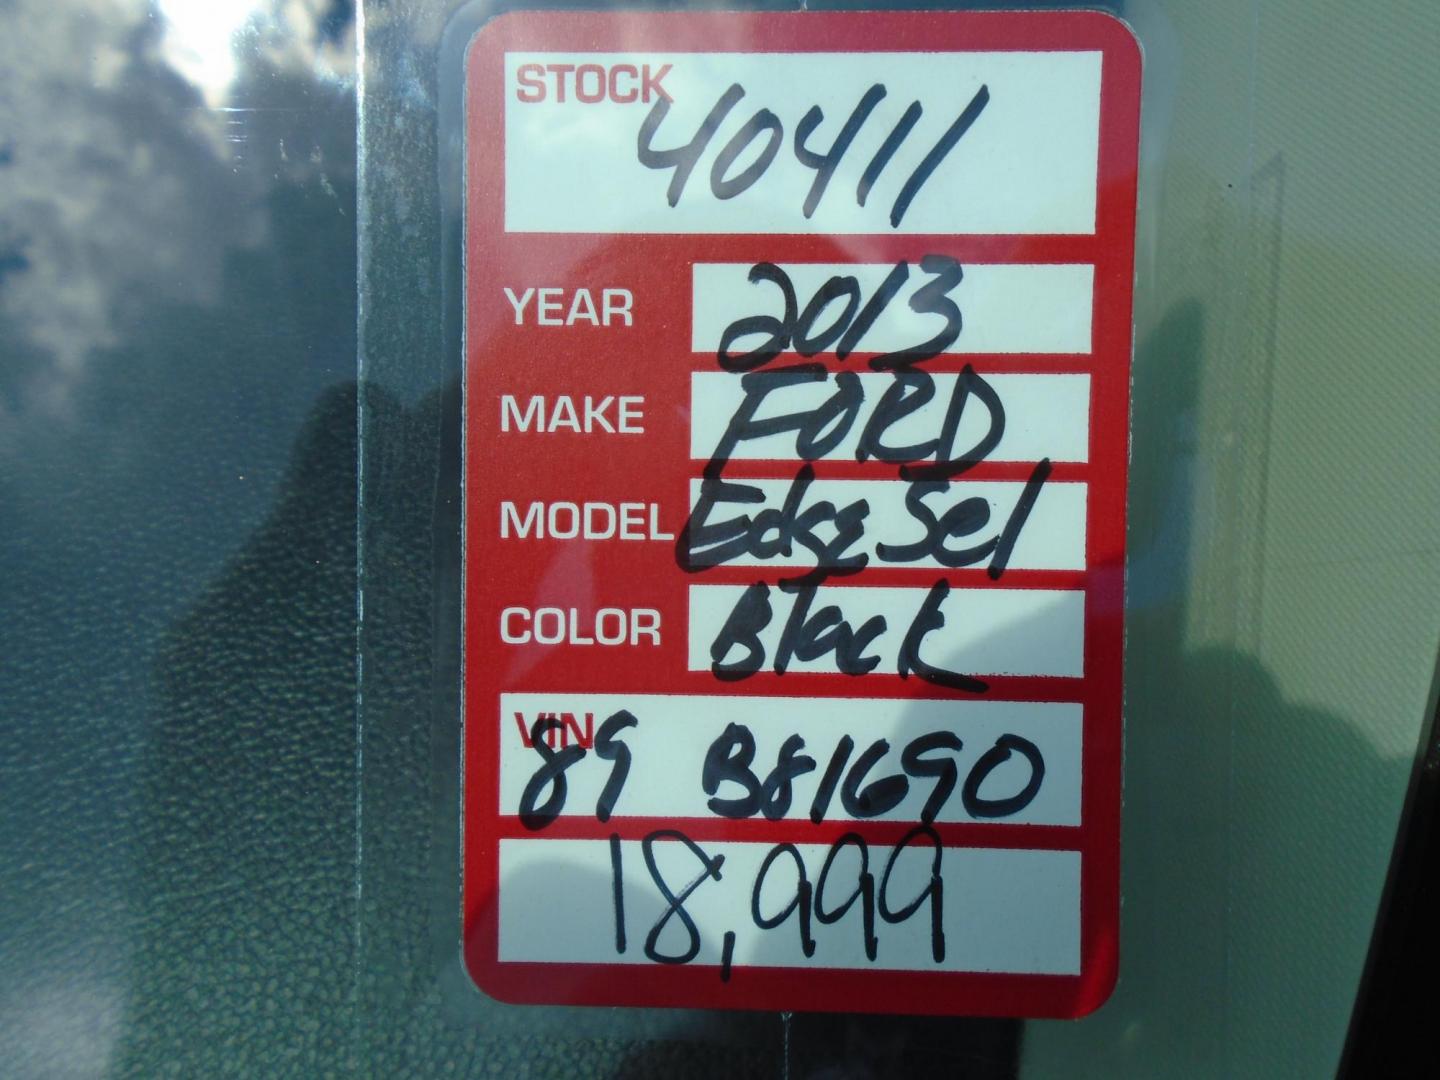 STOCK
40411
YEAR 2013
MAKE FORD
MODEL Edge Sel
COLOR Black
VIN
89 B81690
18,999